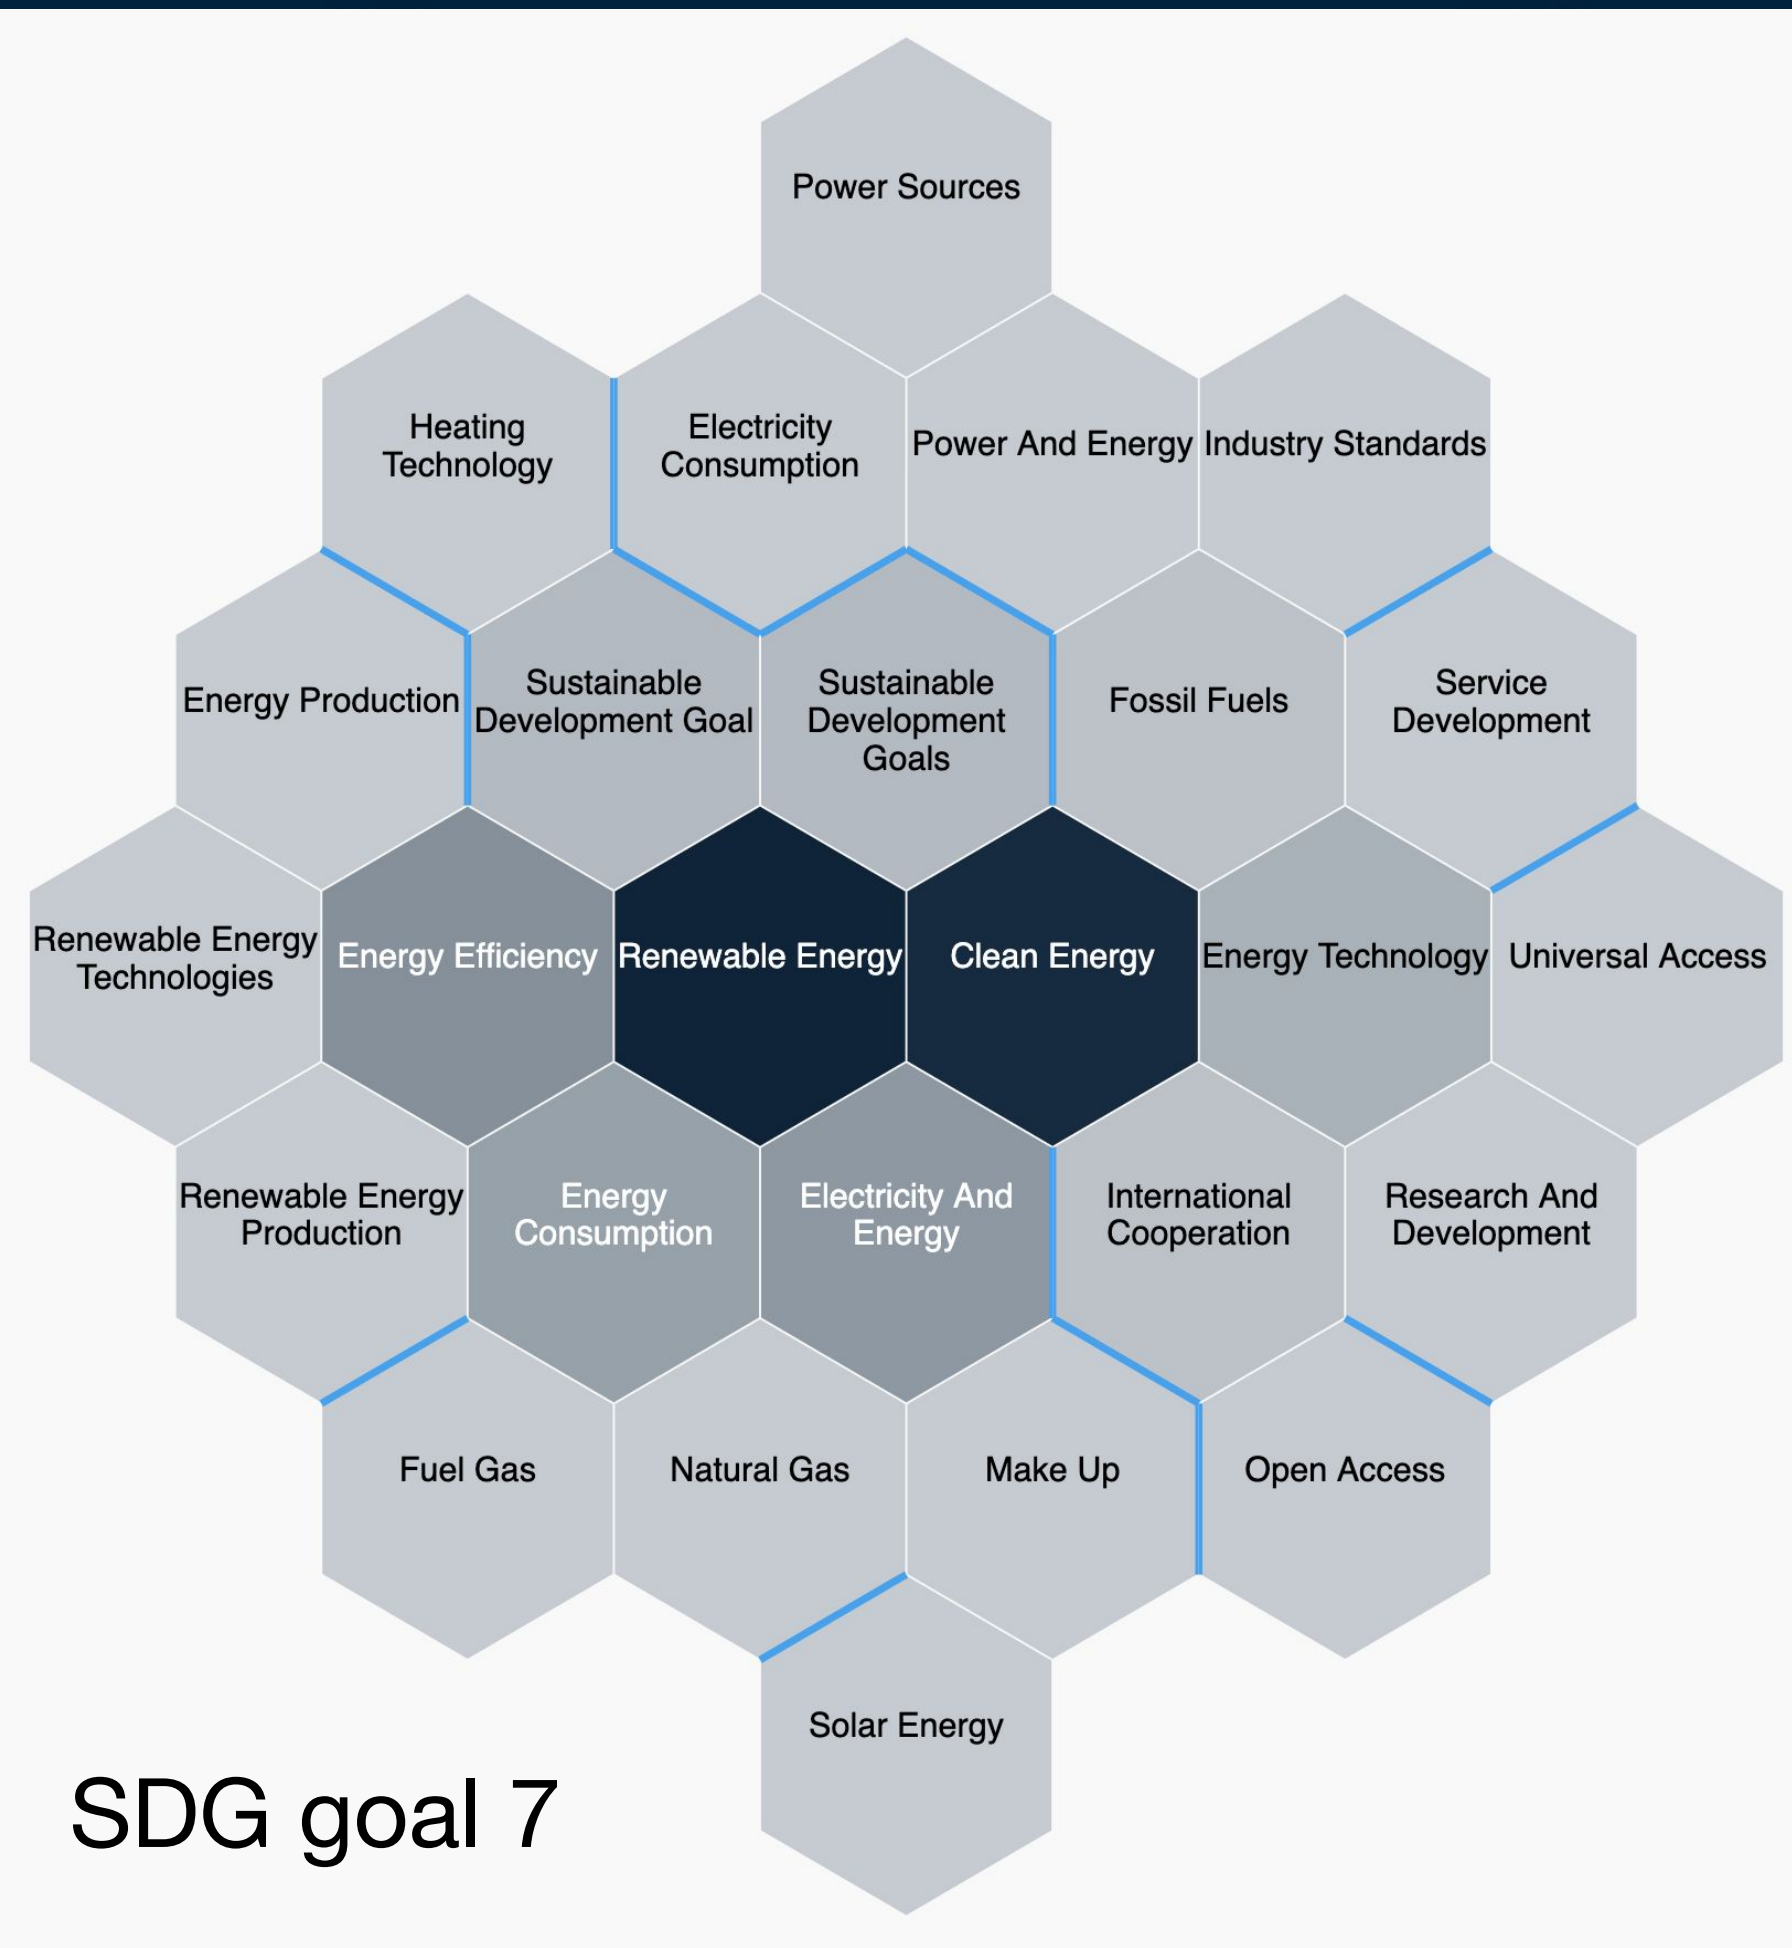 Power Sources
Heating
Technology
Electricity
Consumption
Power And Energy
Industry Standards
Energy Production
Sustainable
Development Goal
Sustainable
Development
Goals
Fossil Fuels
Service
Development
Renewable Energy
Technologies
Energy Efficiency
Renewable Energy
Clean Energy
Energy Technology
Universal Access
Renewable Energy
Production
Energy
Consumption
Electricity And
Energy
International
Cooperation
Research And
Development
Fuel Gas
Natural Gas
Make Up
Open Access
Solar Energy
SDG goal 7